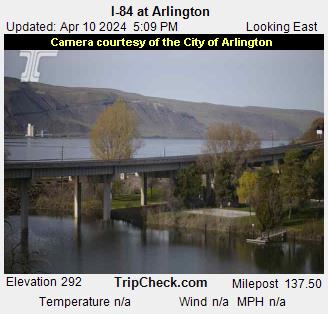 I-84 at Arlington
Updated: Apr 10 2024 5:09 PM Looking East
Camera courtesy of the City of Arlington
Elevation 292 TripCheck.com Milepost 137.50
Temperature n/a Wind n/a MPH n/a